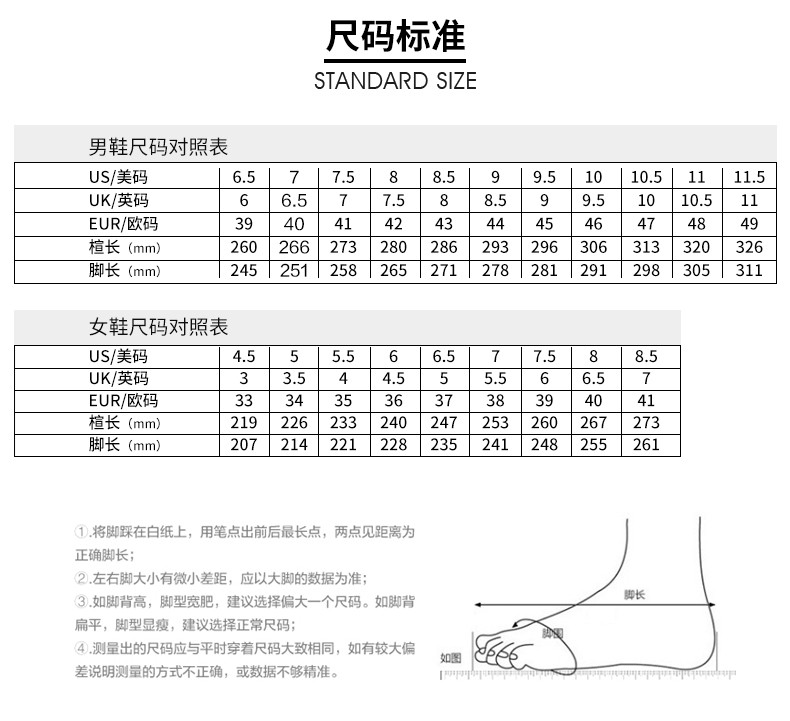 尺码标准
STANDARD SIZE
男鞋尺码对照表
US/美码 6.5 7 7.5 8 8.5 9 9.5 10 10.5 11 11.5
UK/英码 6 6.5 7 7.5 8 8.5 9 9.5 10 10.5 11
EUR/欧码 39 40 41 42 43 44 45 46 47 48 49
楦长（mm） 260 266 273 280 286 293 296 306 313 320 326
脚长（mm） 245 251 258 265 271 278 281 291 298 305 311
女鞋尺码对照表
US/美码 4.5 5 5.5 6 6.5 7 7.5 8 8.5
UK/英码 3 3.5 4 4.5 5 5.5 6 6.5 7
EUR/欧码 33 34 35 36 37 38 39 40 41
楦长（mm） 219 226 233 240 247 253 260 267 273
脚长（mm） 207 214 221 228 235 241 248 255 261
①.将脚踩在白纸上，用笔点出前后最长点，两点见距离为
正确脚长；
②.左右脚大小有微小差距，应以大脚的数据为准；
③.如脚背高，脚型宽肥，建议选择偏大一个尺码。如脚背
扁平，脚型显瘦，建议选择正常尺码；
④.测量出的尺码应与平时穿着尺码大致相同，如有较大偏
差说明测量的方式不正确，或数据不够精准。
脚长
脚围
如图